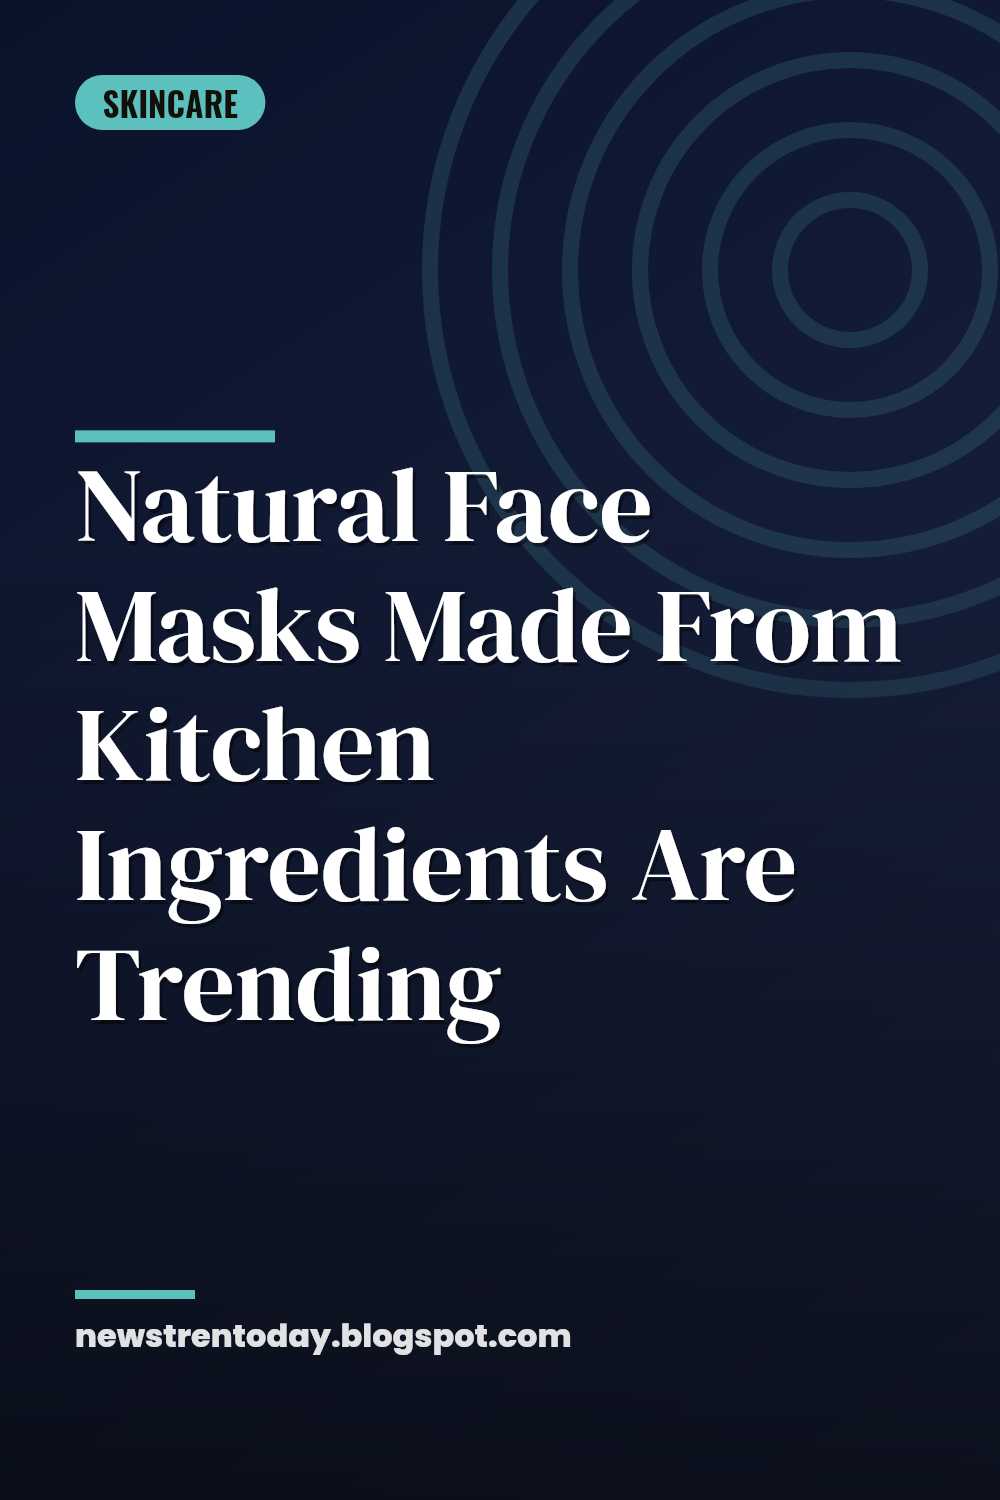 SKINCARE
Natural Face
Masks Made From
Kitchen
Ingredients Are
Trending
newstrentoday.blogspot.com